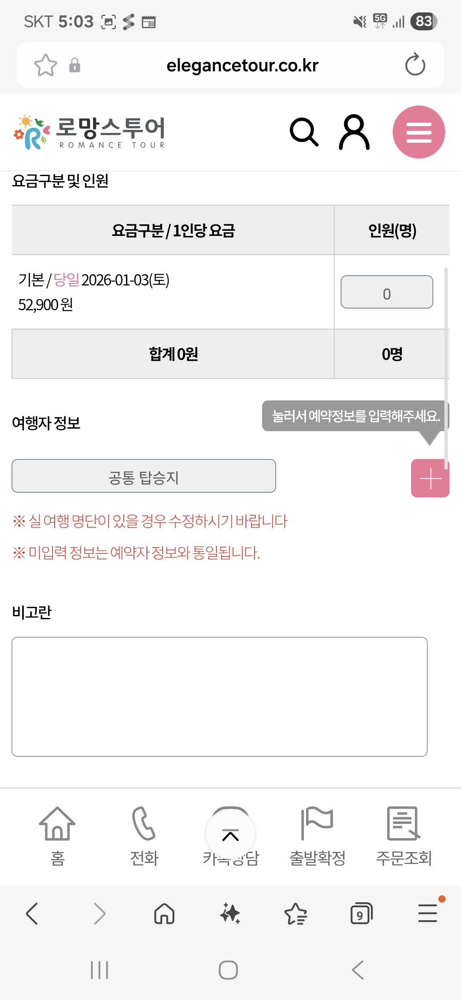 SKT 5:03
5G
83
elegancetour.co.kr
로망스투어
ROMANCE TOUR
요금구분 및 인원
요금구분 / 1인당 요금
인원(명)
기본 / 당일 2026-01-03(토)
52,900 원
0
합계 0원
0명
여행자 정보
눌러서 예약정보를 입력해주세요.
공통 탑승지
※ 실 여행 명단이 있을 경우 수정하시기 바랍니다
※ 미입력 정보는 예약자 정보와 통일됩니다.
비고란
홈
전화
카톡상담
출발확정
주문조회
9